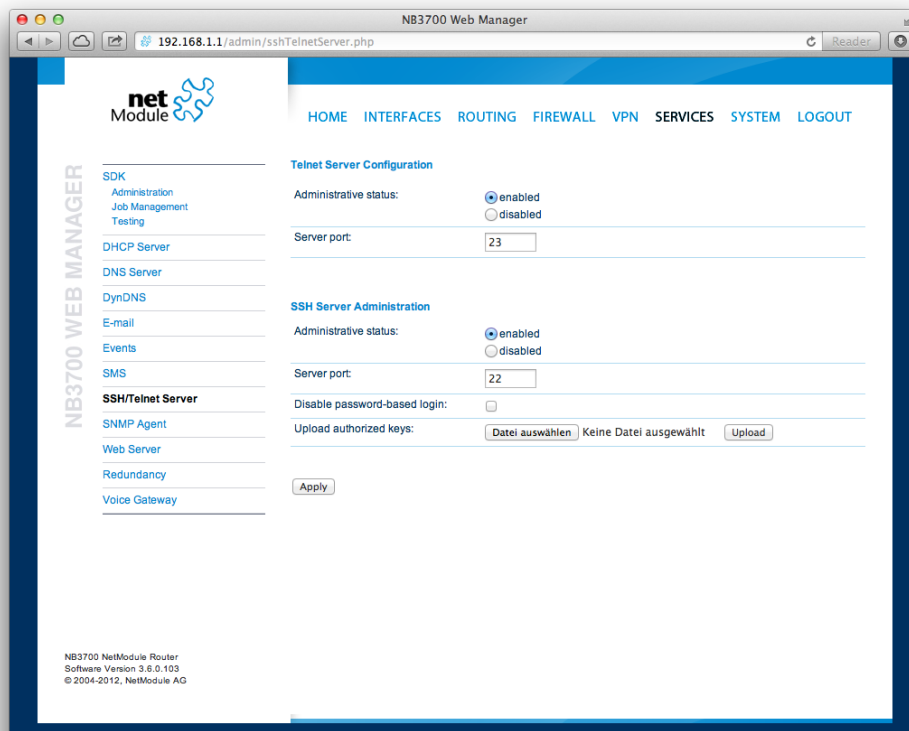 NB3700 Web Manager
192.168.1.1/admin/sshTelnetServer.php
Reader
net
Module
HOME INTERFACES ROUTING FIREWALL VPN SERVICES SYSTEM LOGOUT
NB3700 WEB MANAGER
SDK
Administration
Job Management
Testing
DHCP Server
DNS Server
DynDNS
E-mail
Events
SMS
SSH/Telnet Server
SNMP Agent
Web Server
Redundancy
Voice Gateway
Telnet Server Configuration
Administrative status:
enabled
disabled
Server port:
23
SSH Server Administration
Administrative status:
enabled
disabled
Server port:
22
Disable password-based login:
Upload authorized keys:
Datei auswählen Keine Datei ausgewählt Upload
Apply
NB3700 NetModule Router
Software Version 3.6.0.103
© 2004-2012, NetModule AG